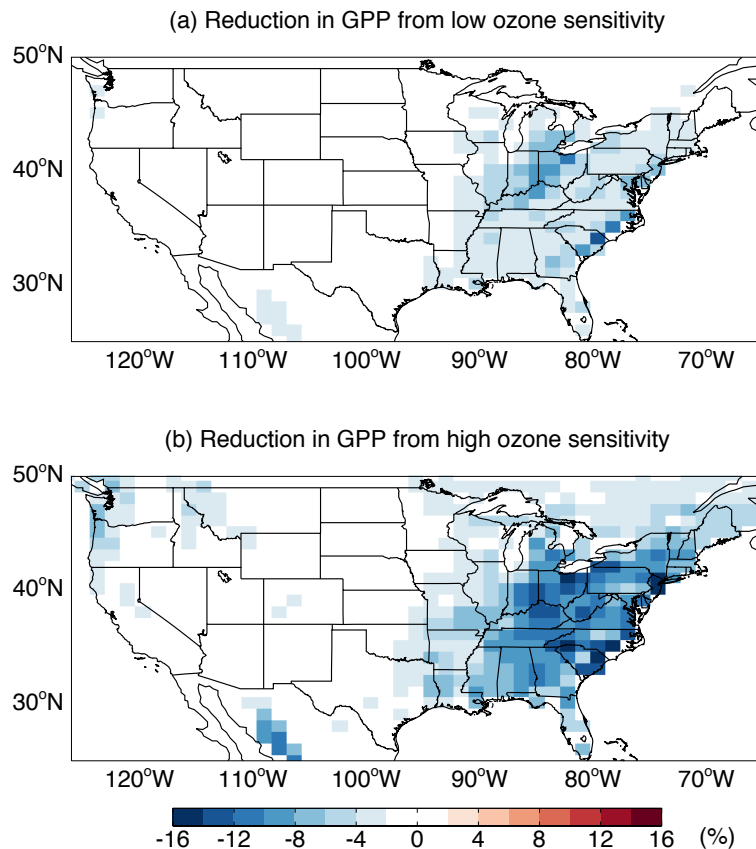 (a) Reduction in GPP from low ozone sensitivity
50°N
40°N
30°N
120°W 110°W 100°W 90°W 80°W 70°W
(b) Reduction in GPP from high ozone sensitivity
50°N
40°N
30°N
120°W 110°W 100°W 90°W 80°W 70°W
-16 -12 -8 -4 0 4 8 12 16 (%)